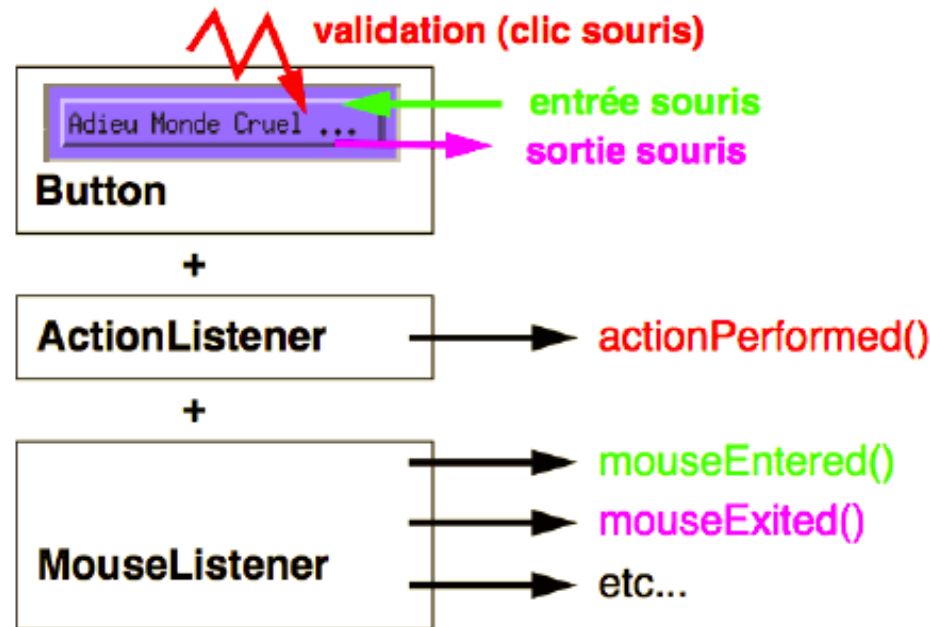 validation (clic souris)
Adieu Monde Cruel ...
entrée souris
sortie souris
Button
+
ActionListener
actionPerformed()
+
mouseEntered()
mouseExited()
MouseListener
etc...